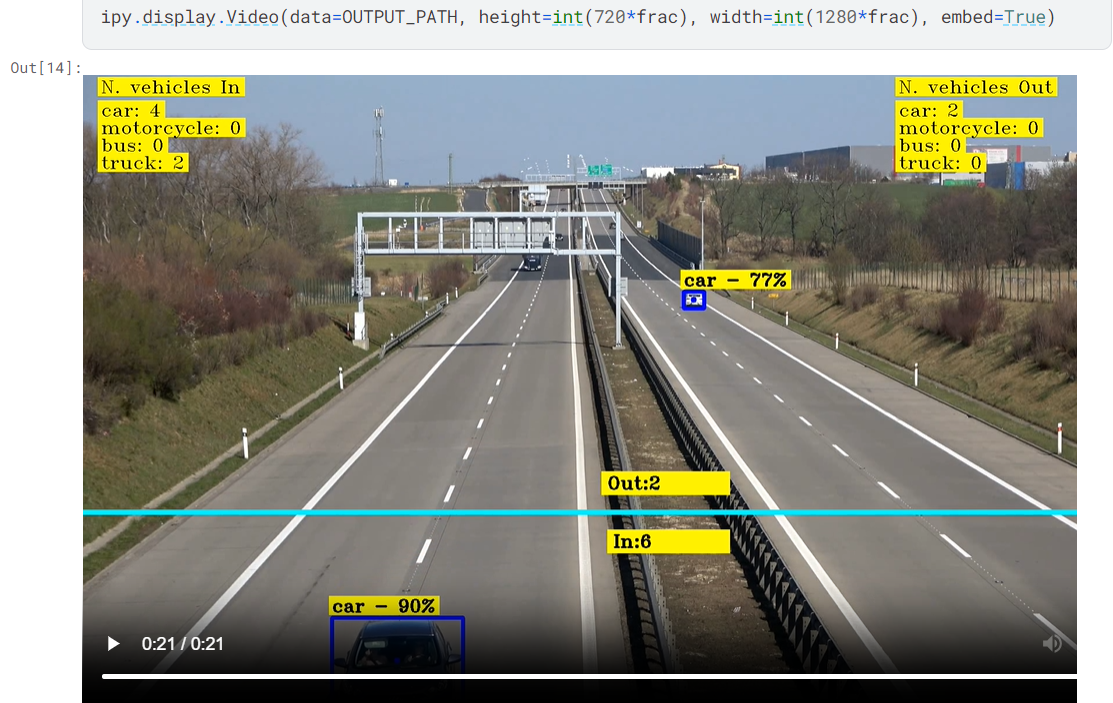 ipy.display.Video(data=OUTPUT_PATH, height=int(720*frac), width=int(1280*frac), embed=True)
Out[14]:
N. vehicles In
car: 4
motorcycle: 0
bus: 0
truck: 2
N. vehicles Out
car: 2
motorcycle: 0
bus: 0
truck: 0
car - 77%
Out:2
In:6
car - 90%
0:21 / 0:21